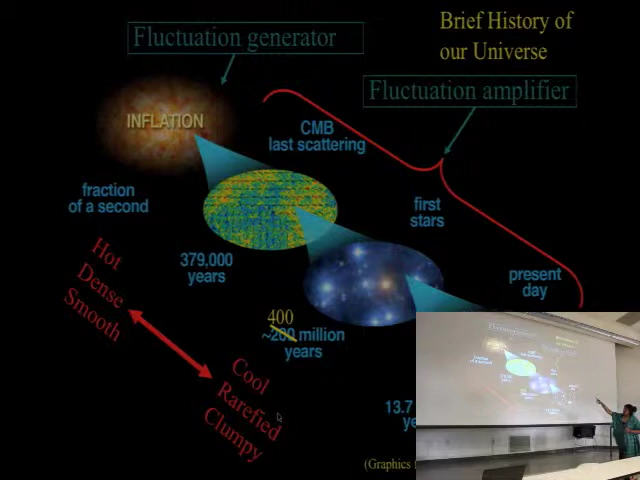 Brief History of
our Universe
Fluctuation generator
Fluctuation amplifier
INFLATION
CMB
last scattering
fraction
of a second
first
stars
379,000
years
present
day
Hot
Dense
Smooth
400
~200 million
years
Cool
Rarefied
Clumpy
13.7
(Graphics